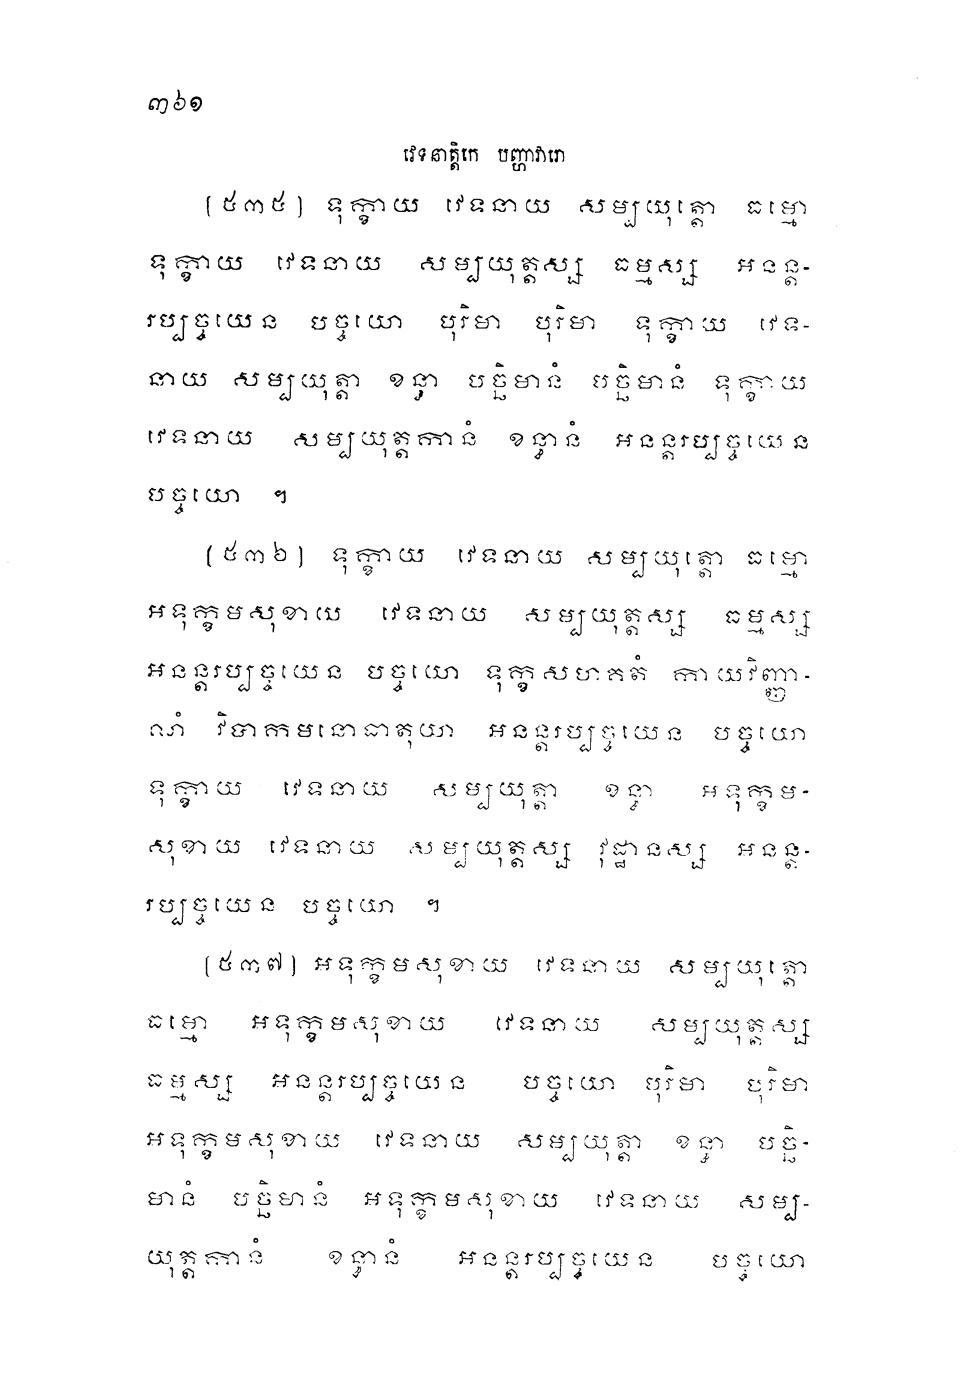 ៣៦១
វេទនាត្តិកេ បញ្ហាវារោ
(៥៣៥) ទុក្ខាយ វេទនាយ សម្បយុត្តោ ធម្មោ
ទុក្ខាយ វេទនាយ សម្បយុត្តស្ស ធម្មស្ស អនន្ត-
រប្បច្ចយេន បច្ចយោ បុរិមា បុរិមា ទុក្ខាយ វេទ-
នាយ សម្បយុត្តា ខន្ធា បច្ឆិមានំ បច្ឆិមានំ ទុក្ខាយ
វេទនាយ សម្បយុត្តកានំ ខន្ធានំ អនន្តរប្បច្ចយេន
បច្ចយោ ។
(៥៣៦) ទុក្ខាយ វេទនាយ សម្បយុត្តោ ធម្មោ
អទុក្ខមសុខាយ វេទនាយ សម្បយុត្តស្ស ធម្មស្ស
អនន្តរប្បច្ចយេន បច្ចយោ ទុក្ខសហគតំ កាយវិញ្ញា-
ណំ វិបាកមនោធាតុយា អនន្តរប្បច្ចយេន បច្ចយោ
ទុក្ខាយ វេទនាយ សម្បយុត្តា ខន្ធា អទុក្ខម-
សុខាយ វេទនាយ សម្បយុត្តស្ស វុដ្ឋានស្ស អនន្ត-
រប្បច្ចយេន បច្ចយោ ។
(៥៣៧) អទុក្ខមសុខាយ វេទនាយ សម្បយុត្តោ
ធម្មោ អទុក្ខមសុខាយ វេទនាយ សម្បយុត្តស្ស
ធម្មស្ស អនន្តរប្បច្ចយេន បច្ចយោ បុរិមា បុរិមា
អទុក្ខមសុខាយ វេទនាយ សម្បយុត្តា ខន្ធា បច្ឆិ-
មានំ បច្ឆិមានំ អទុក្ខមសុខាយ វេទនាយ សម្ប-
យុត្តកានំ ខន្ធានំ អនន្តរប្បច្ចយេន បច្ចយោ